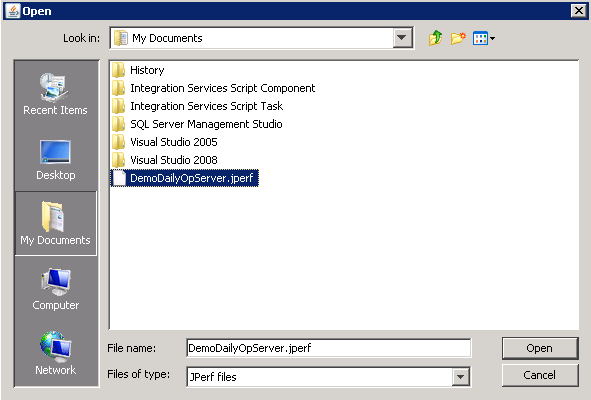 Open
Look in:
My Documents
Recent Items
Desktop
My Documents
Computer
Network
History
Integration Services Script Component
Integration Services Script Task
SQL Server Management Studio
Visual Studio 2005
Visual Studio 2008
DemoDailyOpServer.jperf
File name:
DemoDailyOpServer.jperf
Open
Files of type:
JPerf files
Cancel